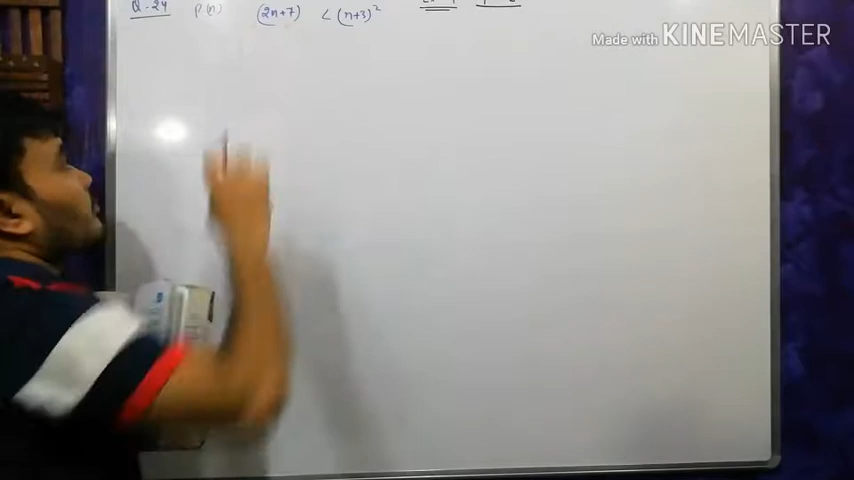 Q-24 P(n) (2n+7) < (n+3)²
Made with KINEMASTER